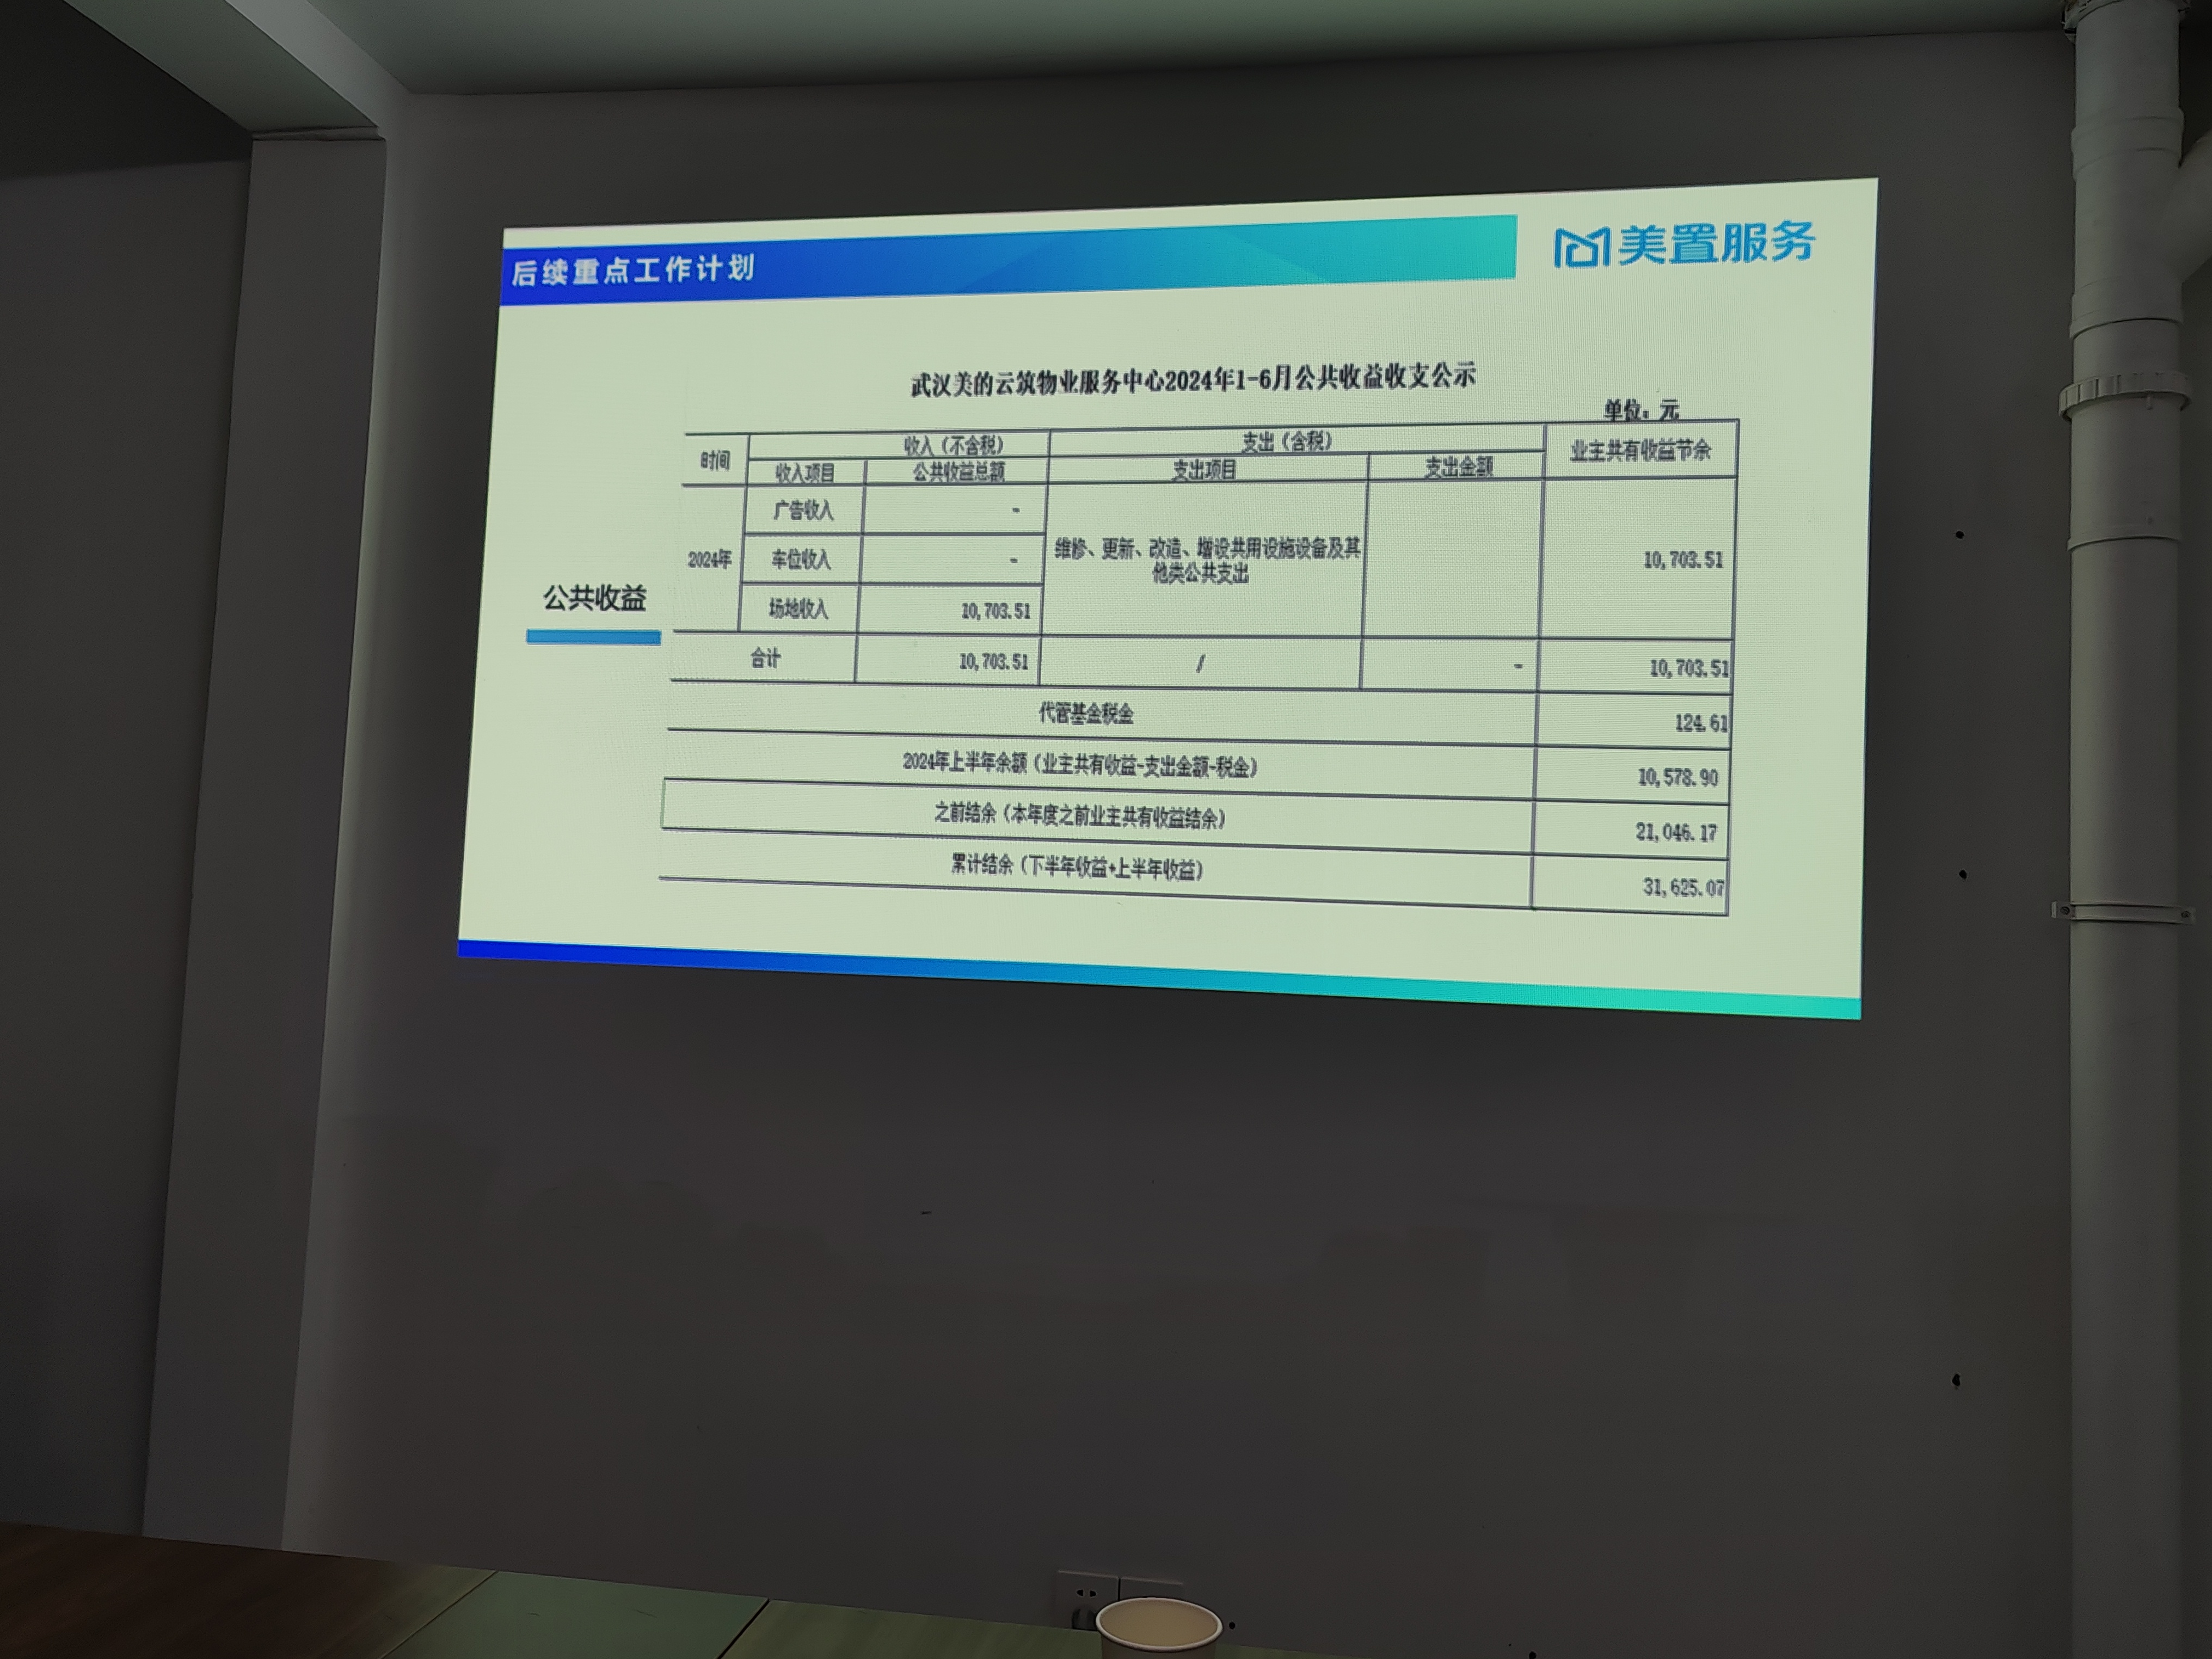 后续重点工作计划
美置服务
武汉美的云筑物业服务中心2024年1-6月公共收益收支公示
单位：元
时间 收入（不含税） 支出（含税） 业主共有收益节余
收入项目 公共收益总额 支出项目 支出金额
2024年
广告收入 -
车位收入 -
场地收入 10,703.51
维修、更新、改造、增设共用设施设备及其
他类公共支出
10,703.51
公共收益
合计 10,703.51 / - 10,703.51
代管基金税金 124.61
2024年上半年余额（业主共有收益-支出金额-税金） 10,578.90
之前结余（本年度之前业主共有收益结余） 21,046.17
累计结余（下半年收益+上半年收益） 31,625.07